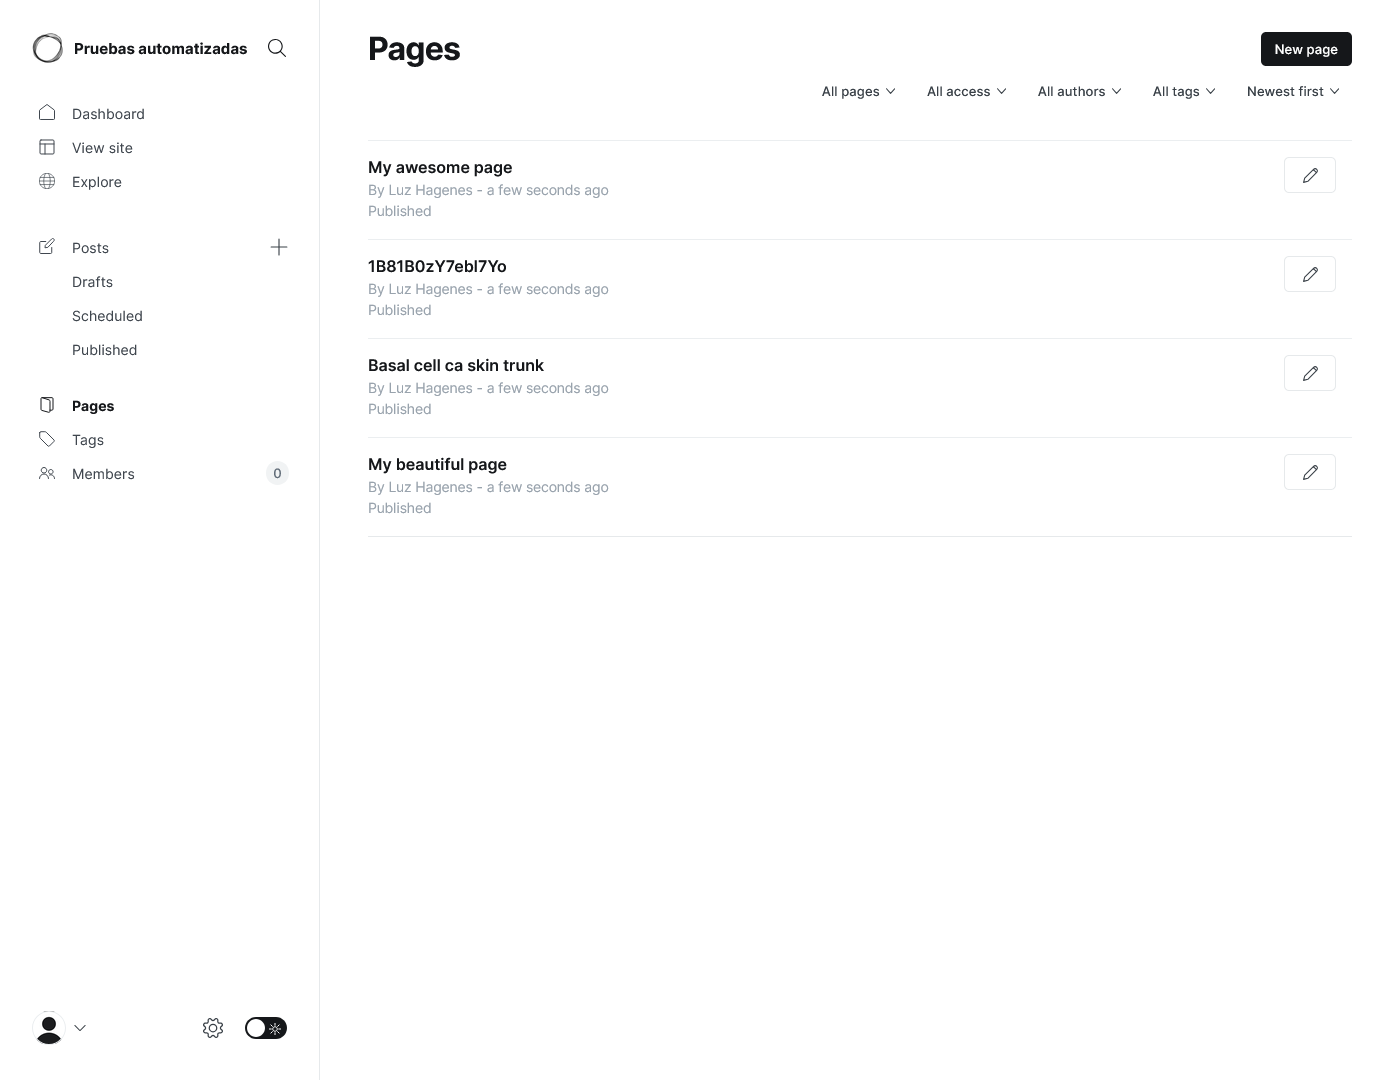 Pruebas automatizadas
Dashboard
View site
Explore
Posts
Drafts
Scheduled
Published
Pages
Tags
Members
0
Pages
New page
All pages
All access
All authors
All tags
Newest first
My awesome page
By Luz Hagenes - a few seconds ago
Published
1B81B0zY7ebl7Yo
By Luz Hagenes - a few seconds ago
Published
Basal cell ca skin trunk
By Luz Hagenes - a few seconds ago
Published
My beautiful page
By Luz Hagenes - a few seconds ago
Published